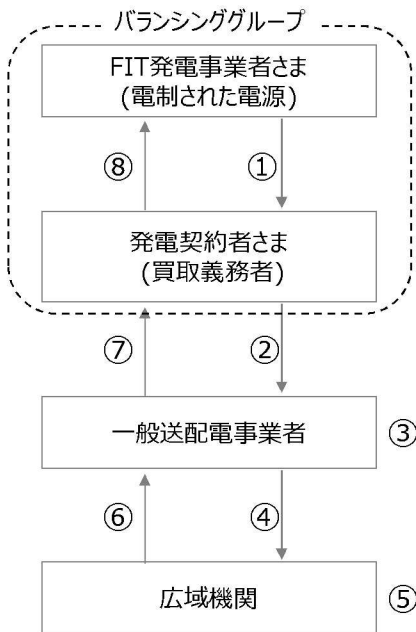 バランシンググループ
FIT発電事業者さま
(電制された電源)
⑧
①
発電契約者さま
(買取義務者)
⑦
②
一般送配電事業者
③
⑥
④
広域機関
⑤